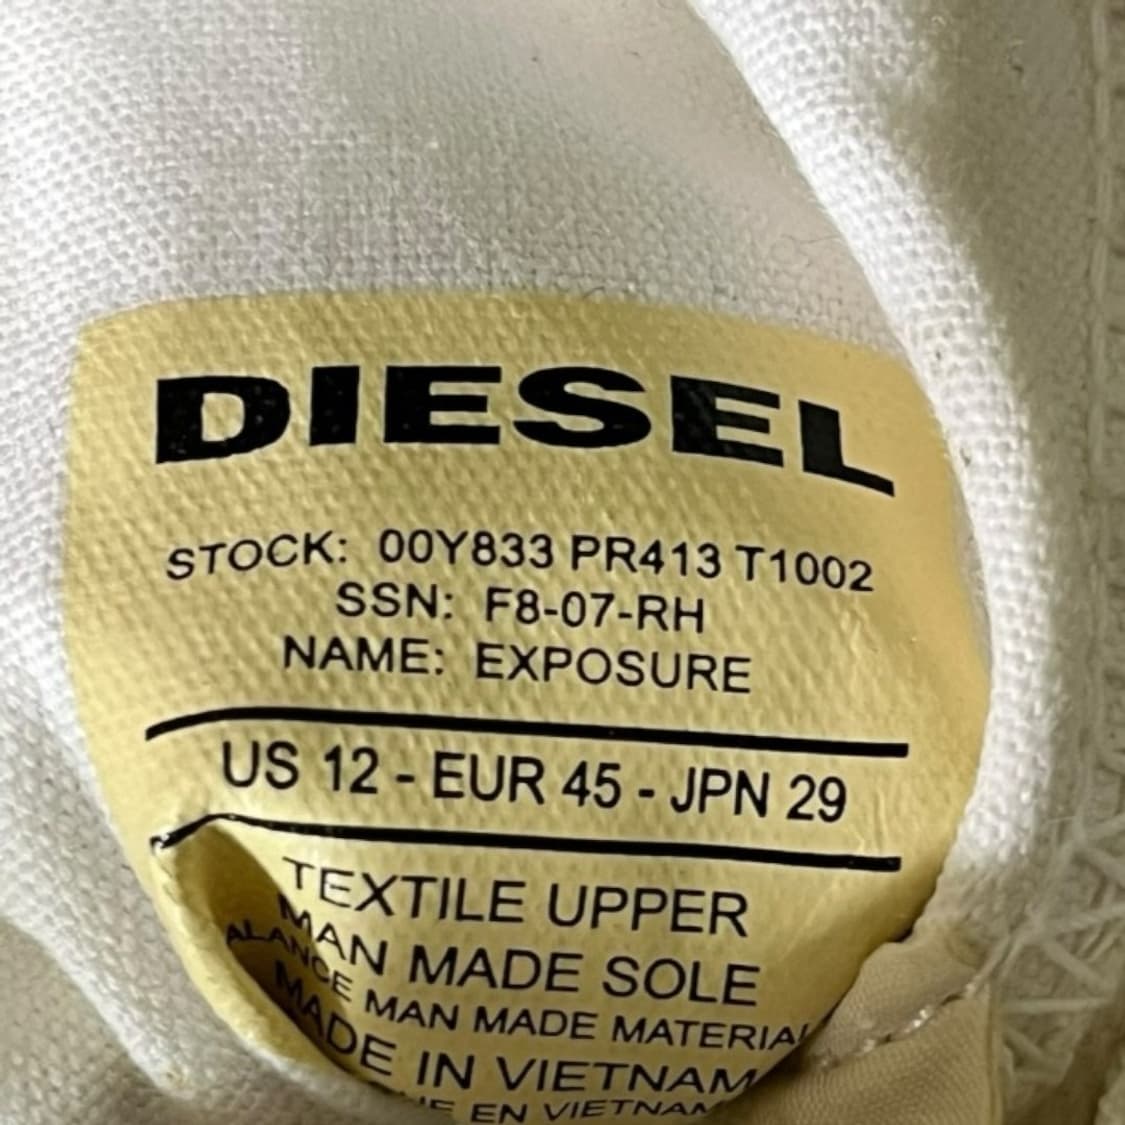 DIESEL
STOCK: 00Y833 PR413 T1002
SSN: F8-07-RH
NAME: EXPOSURE
US 12 - EUR 45 - JPN 29
TEXTILE UPPER
MAN MADE SOLE
ALANCE MAN MADE MATERIAL
MADE IN VIETNAM
EN VIETNAM